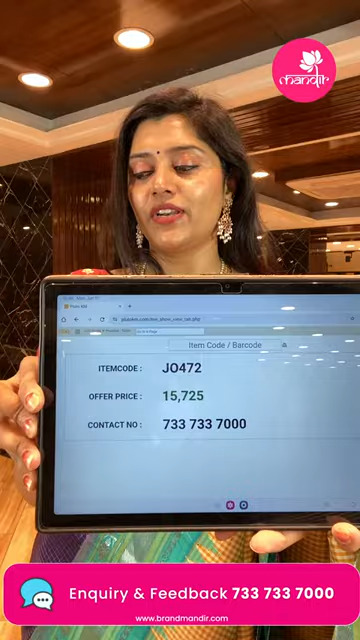 mandir
Item Code / Barcode
ITEMCODE : JO472
OFFER PRICE : 15,725
CONTACT NO : 733 733 7000
Enquiry & Feedback 733 733 7000
www.brandmandir.com